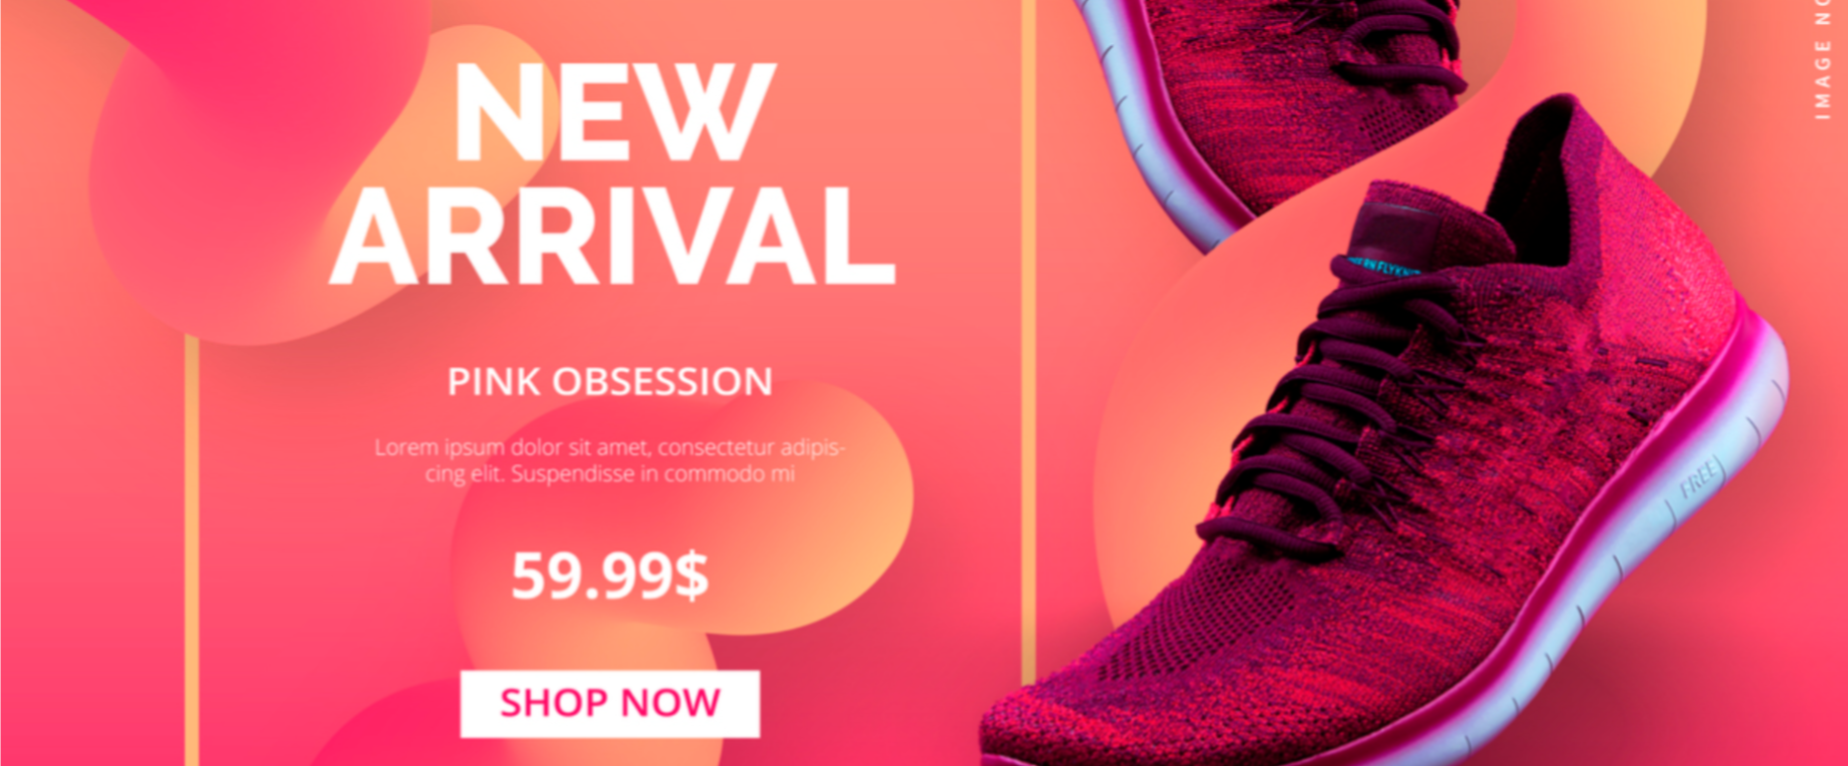 NEW
ARRIVAL
PINK OBSESSION
Lorem ipsum dolor sit amet, consectetur adipis-
cing elit. Suspendisse in commodo mi
59.99$
SHOP NOW
IMAGE
FREE